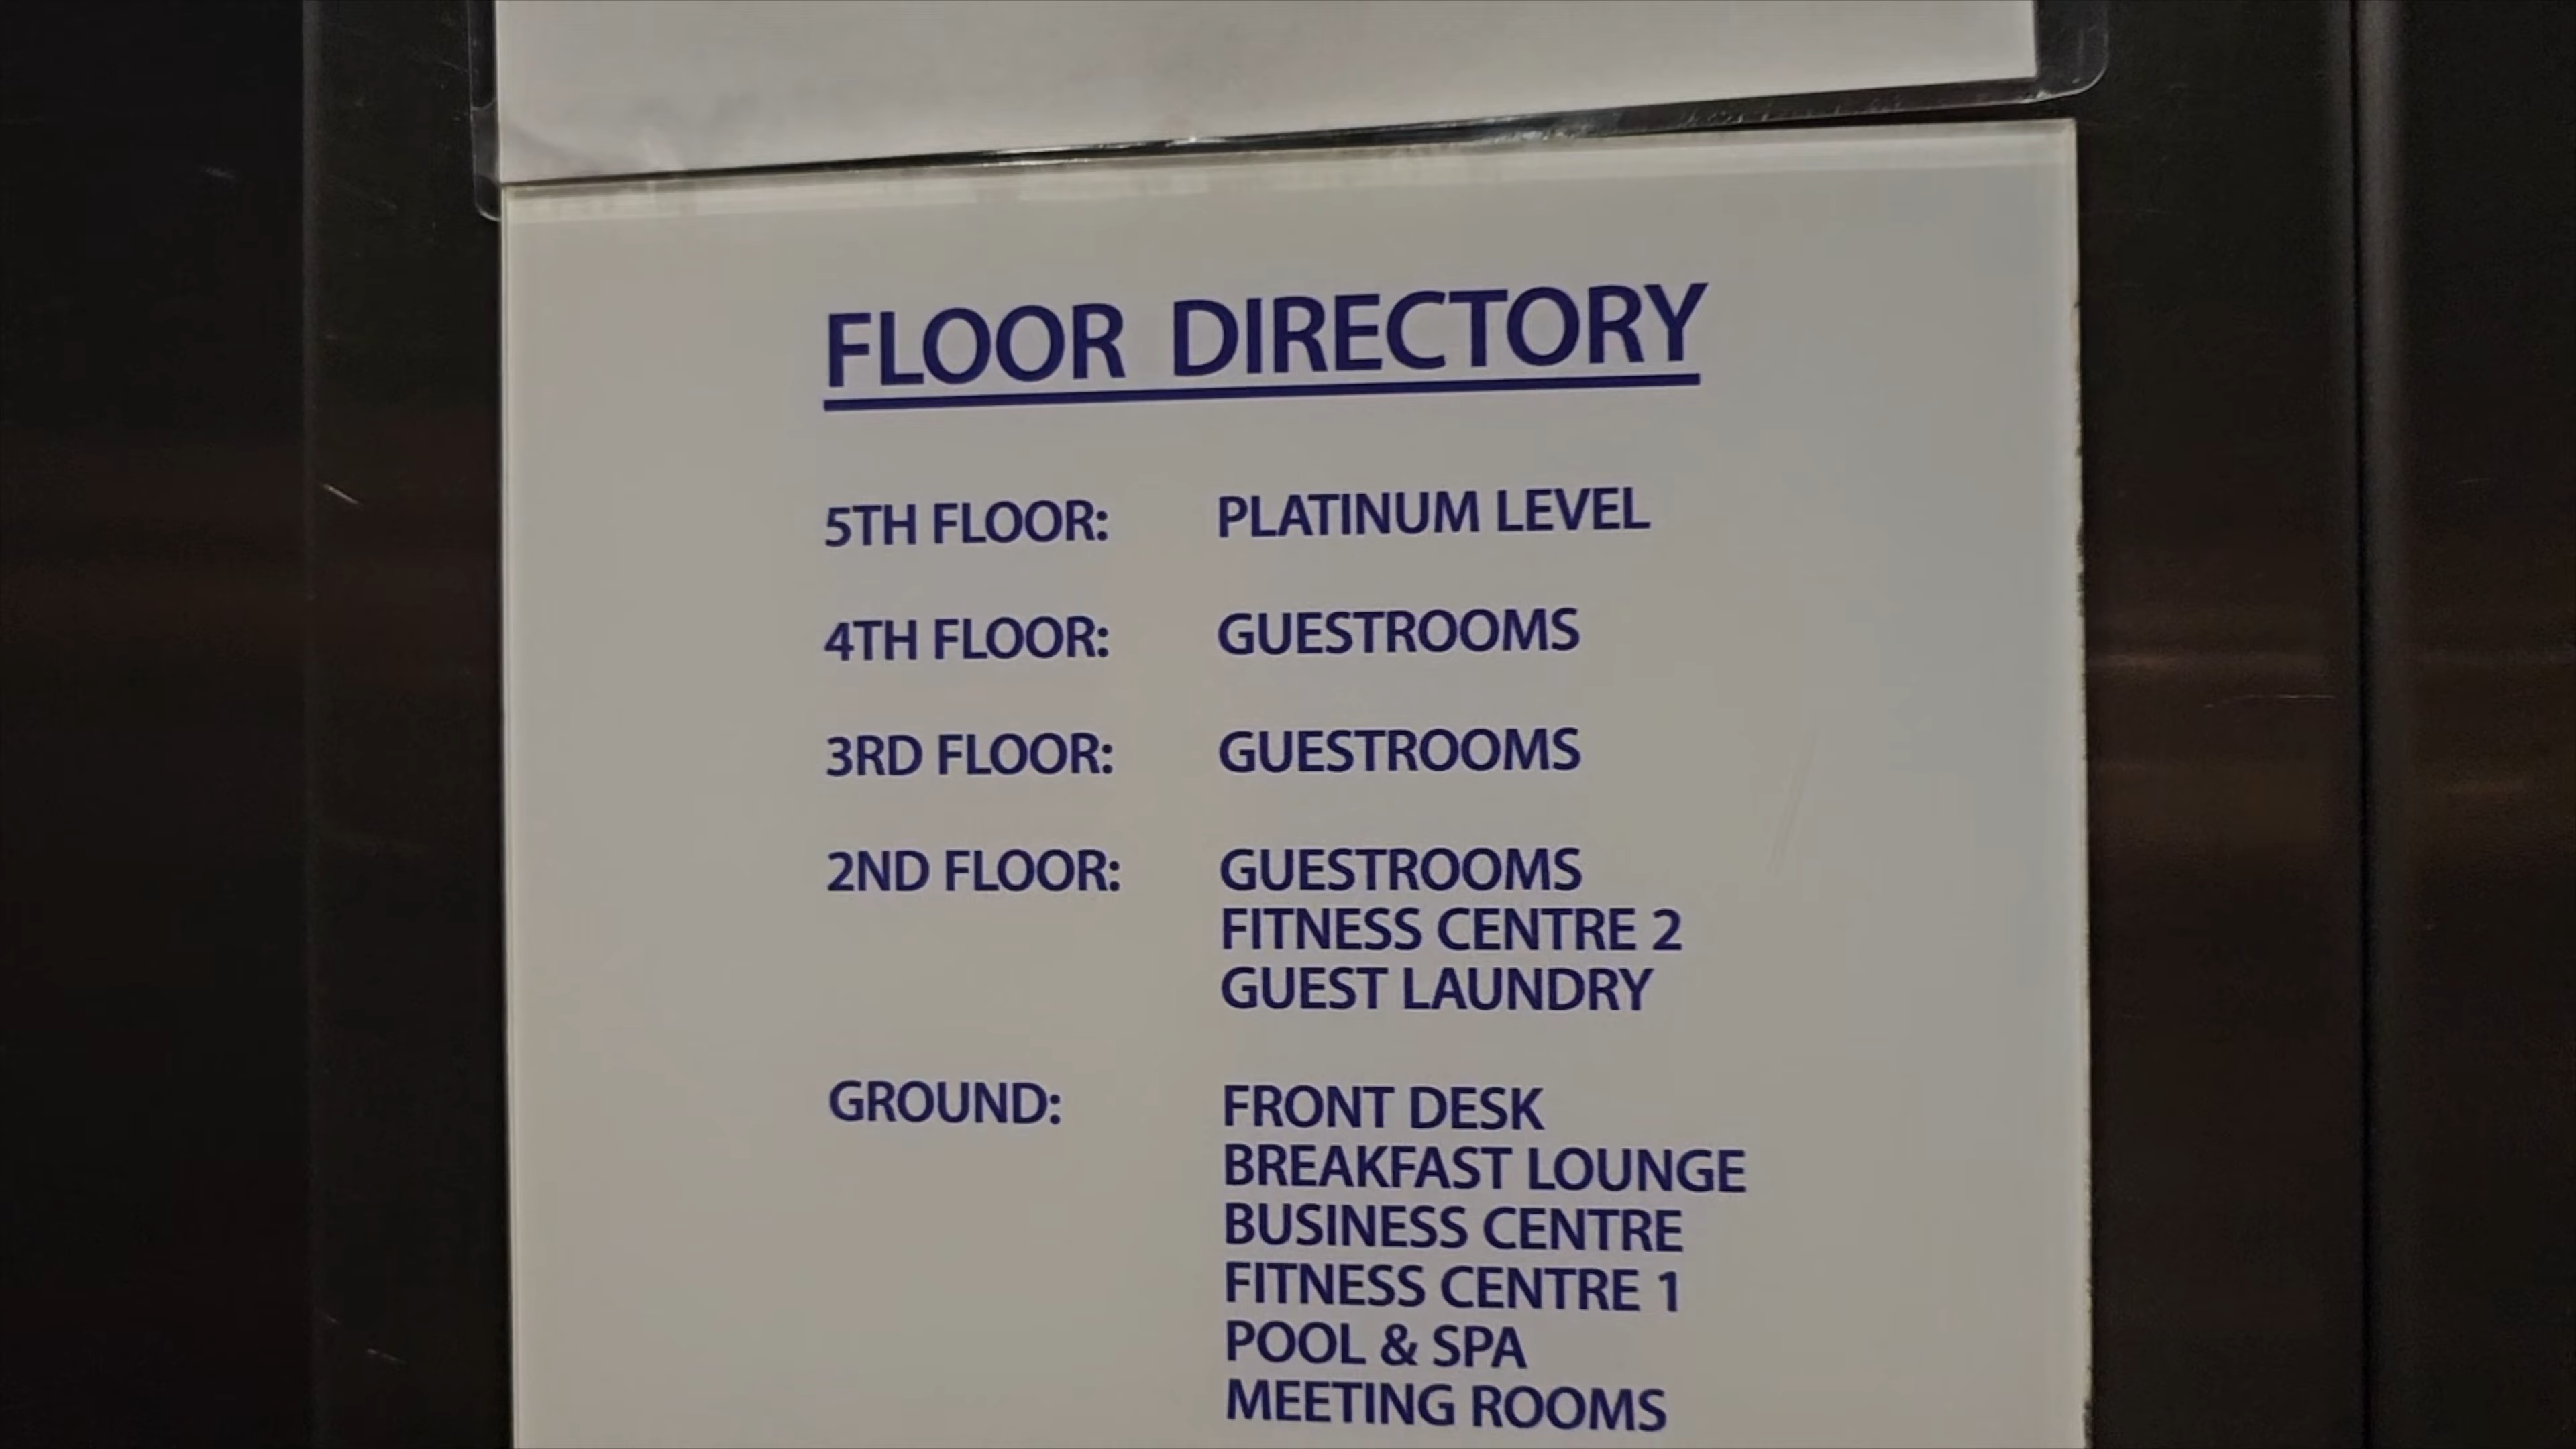 FLOOR DIRECTORY
5TH FLOOR: PLATINUM LEVEL
4TH FLOOR: GUESTROOMS
3RD FLOOR: GUESTROOMS
2ND FLOOR: GUESTROOMS
FITNESS CENTRE 2
GUEST LAUNDRY
GROUND: FRONT DESK
BREAKFAST LOUNGE
BUSINESS CENTRE
FITNESS CENTRE 1
POOL & SPA
MEETING ROOMS